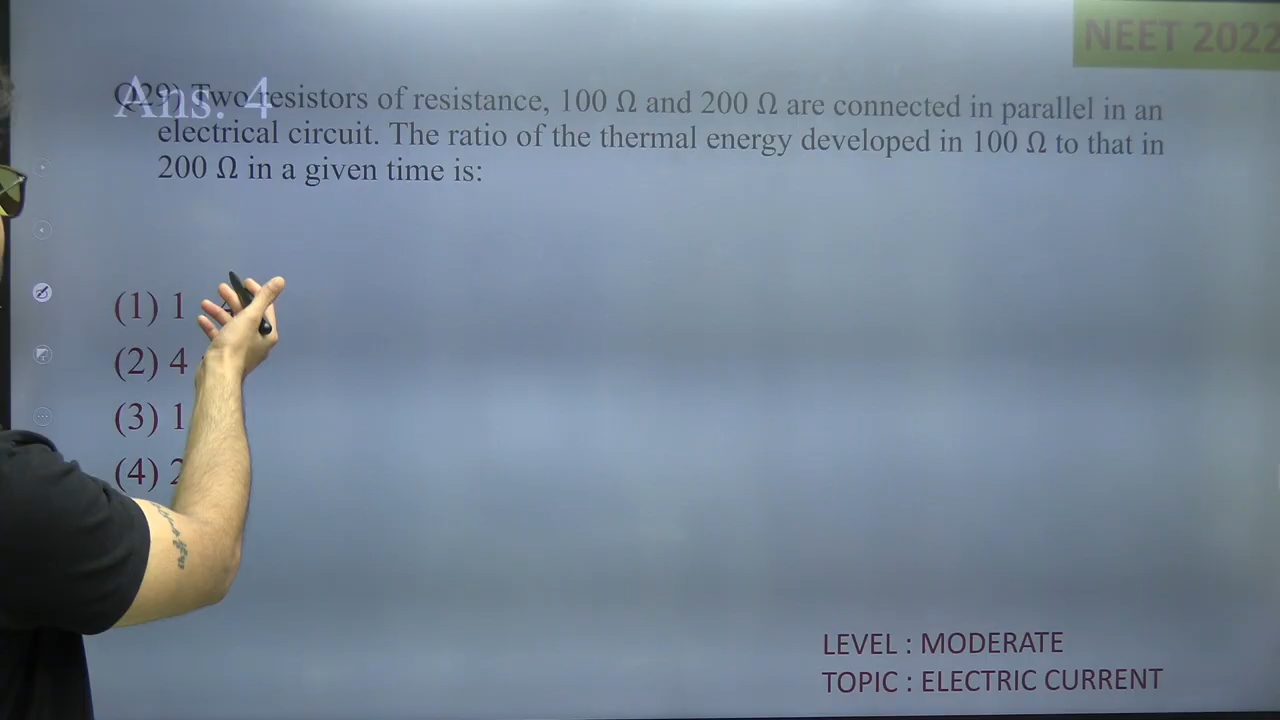 NEET 2022
Ans. 4
Q29) Two resistors of resistance, 100 Ω and 200 Ω are connected in parallel in an
electrical circuit. The ratio of the thermal energy developed in 100 Ω to that in
200 Ω in a given time is:
(1) 1
(2) 4
(3) 1
(4) 2
LEVEL : MODERATE
TOPIC : ELECTRIC CURRENT